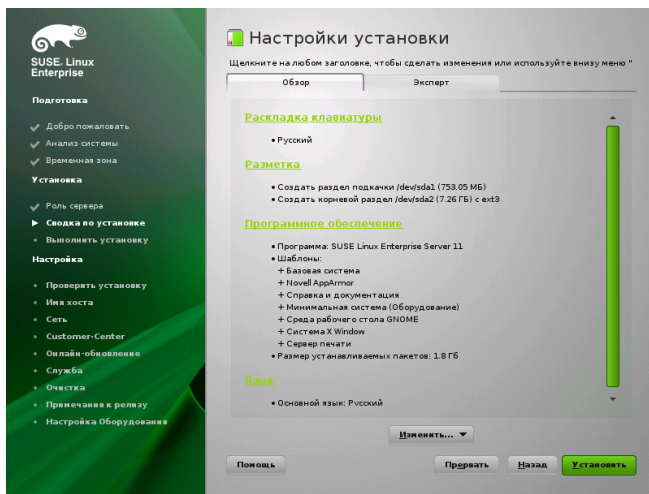 SUSE. Linux
Enterprise
Подготовка
Добро пожаловать
Анализ системы
Временная зона
Установка
Роль сервера
Сводка по установке
Выполнить установку
Настройка
Проверить установку
Имя хоста
Сеть
Customer-Center
Онлайн-обновление
Служба
Очистка
Примечания к релизу
Настройка Оборудования
Настройки установки
Щелкните на любом заголовке, чтобы сделать изменения или используйте внизу меню "
Обзор
Эксперт
Раскладка клавиатуры
• Русский
Разметка
• Создать раздел подкачки /dev/sda1 (753.05 МБ)
• Создать корневой раздел /dev/sda2 (7.26 ГБ) с ext3
Программное обеспечение
• Программа: SUSE Linux Enterprise Server 11
• Шаблоны:
+ Базовая система
+ Novell AppArmor
+ Справка и документация
+ Минимальная система (Оборудование)
+ Среда рабочего стола GNOME
+ Система X Window
+ Сервер печати
• Размер устанавливаемых пакетов: 1.8 Гб
Язык
• Основной язык: Русский
Изменить...
Помощь
Прервать
Назад
Установить